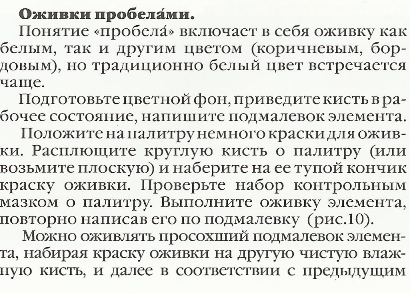 Оживки пробела́ми.
Понятие «пробела́» включает в себя оживку как
белым, так и другим цветом (коричневым, бор-
довым), но традиционно белый цвет встречается
чаще.
Подготовьте цветной фон, приведите кисть в ра-
бочее состояние, напишите подмалевок элемента.
Положите на палитру немного краски для ожив-
ки. Расплющите круглую кисть о палитру (или
возьмите плоскую) и наберите на ее тупой кончик
краску оживки. Проверьте набор контрольным
мазком о палитру. Выполните оживку элемента,
повторно написав его по подмалевку (рис.10).
Можно оживлять просохший подмалевок элемен-
та, набирая краску оживки на другую чистую влаж-
ную кисть, и далее в соответствии с предыдущим